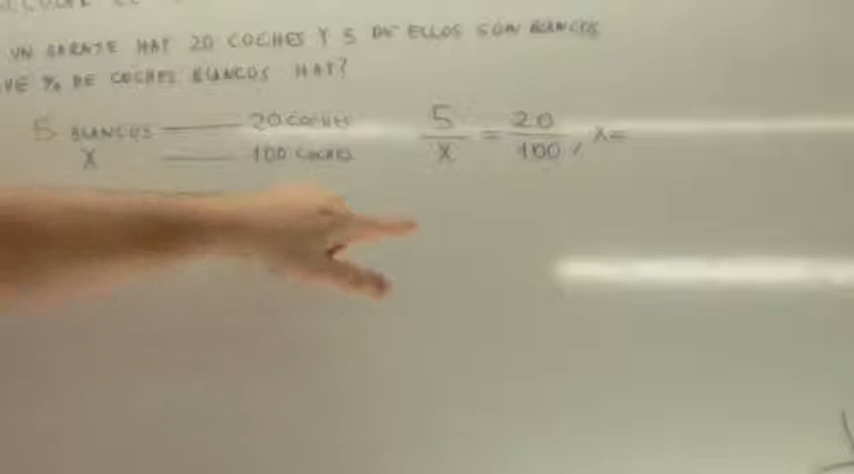 UN GARAJE HAY 20 COCHES Y 5 DE ELLOS SON BLANCOS
% DE COCHES BLANCOS HAY?
5 BLANCOS — 20 COCHES
X — 100 COCHES
5/X = 20/100 , X=